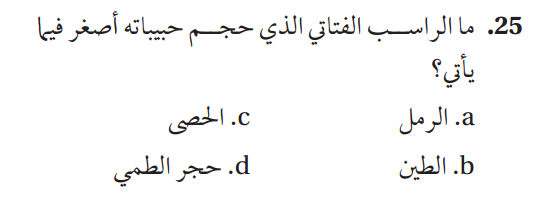 25. ما الراسب الفتاتي الذي حجم حبيباته أصغر فيما
يأتي؟
a. الرمل c. الحصى
b. الطين d. حجر الطمي